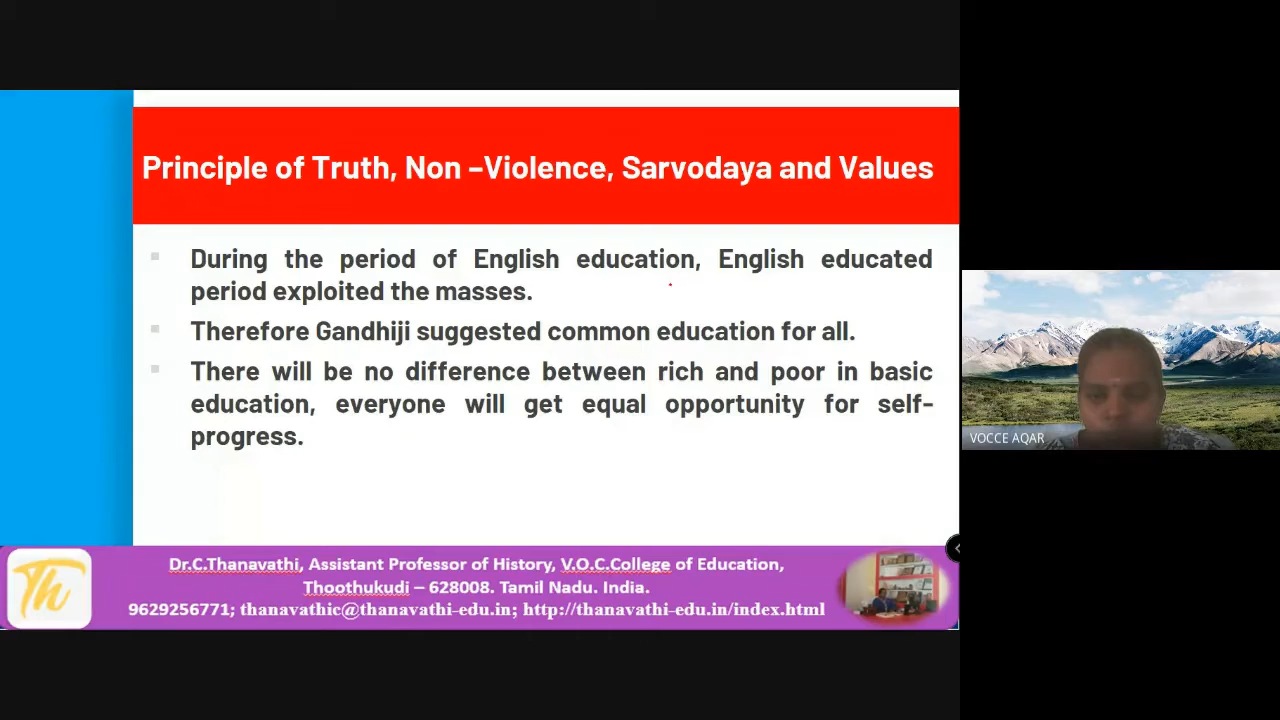 Principle of Truth, Non –Violence, Sarvodaya and Values
During the period of English education, English educated
period exploited the masses.
Therefore Gandhiji suggested common education for all.
There will be no difference between rich and poor in basic
education, everyone will get equal opportunity for self-
progress.
VOCCE AQAR
Th
Dr.C.Thanavathi, Assistant Professor of History, V.O.C.College of Education,
Thoothukudi – 628008. Tamil Nadu. India.
9629256771; thanavathic@thanavathi-edu.in; http://thanavathi-edu.in/index.html